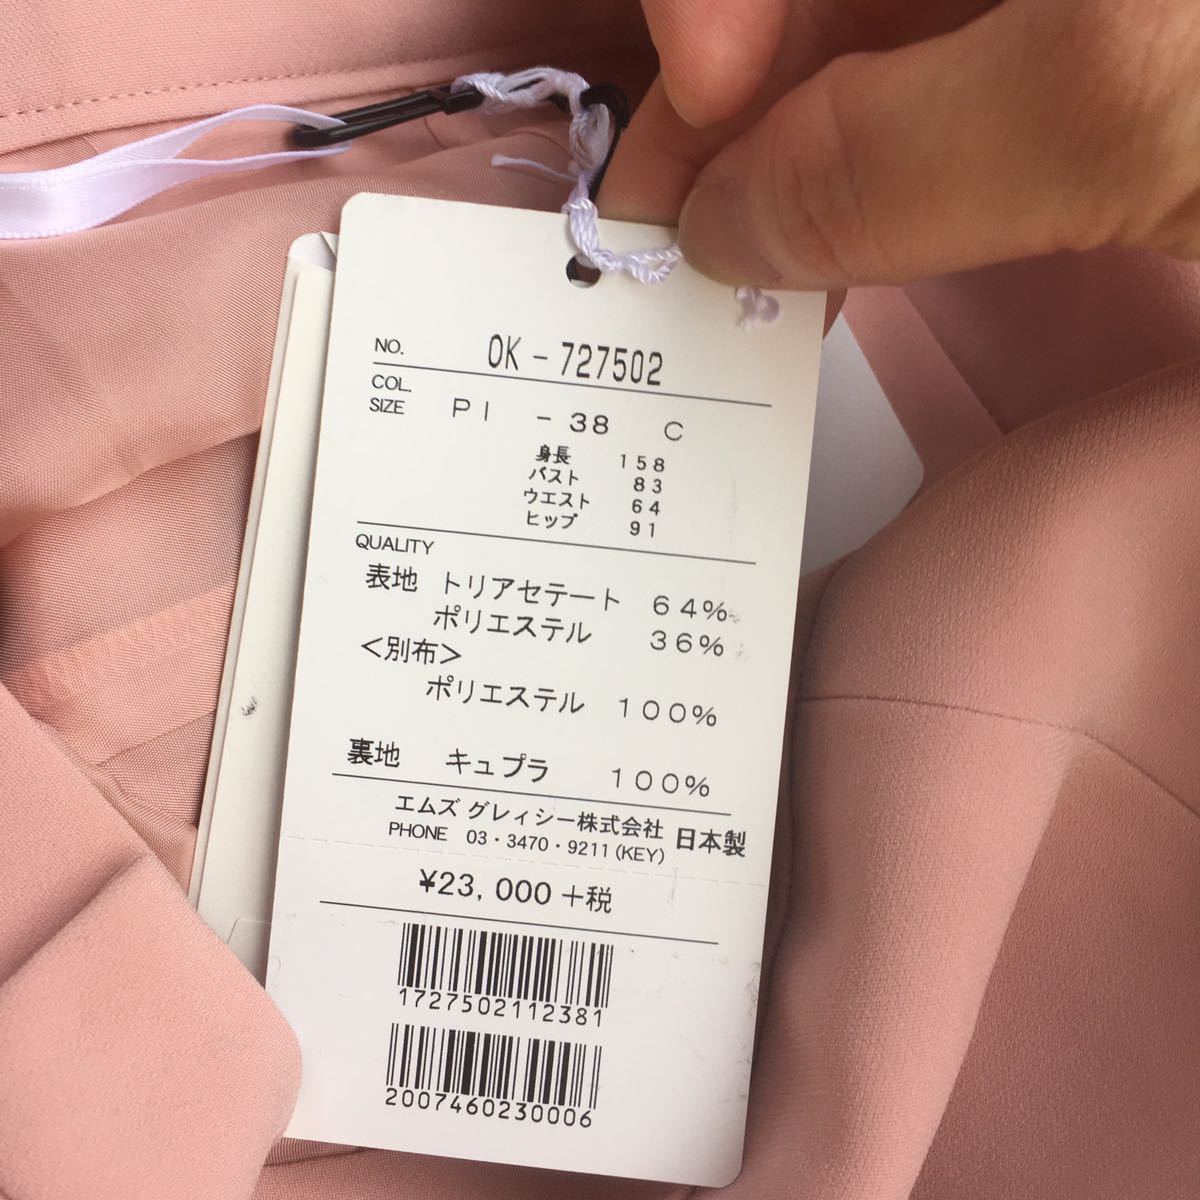 NO. OK-727502
COL.
SIZE PI -38 C
身長 158
バスト 83
ウエスト 64
ヒップ 91
QUALITY
表地 トリアセテート 64%
ポリエステル 36%
<別布>
ポリエステル 100%
裏地 キュプラ 100%
エムズ グレィシー株式会社 日本製
PHONE 03・3470・9211(KEY)
¥23,000+税
1727502112381
2007460230006